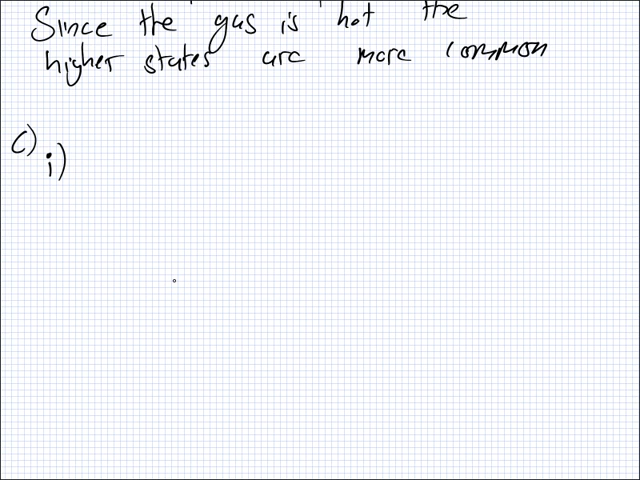 Since the gas is hot the
higher states are more common
c)
i)